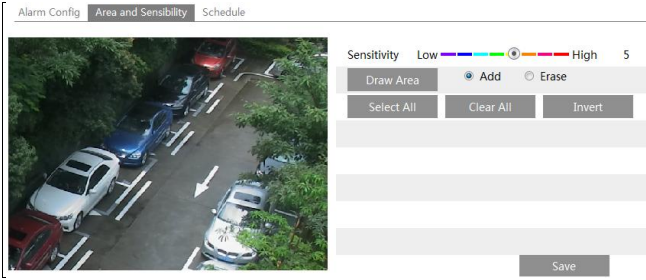 Alarm Config Area and Sensibility Schedule
Sensitivity Low High 5
Draw Area Add Erase
Select All Clear All Invert
Save